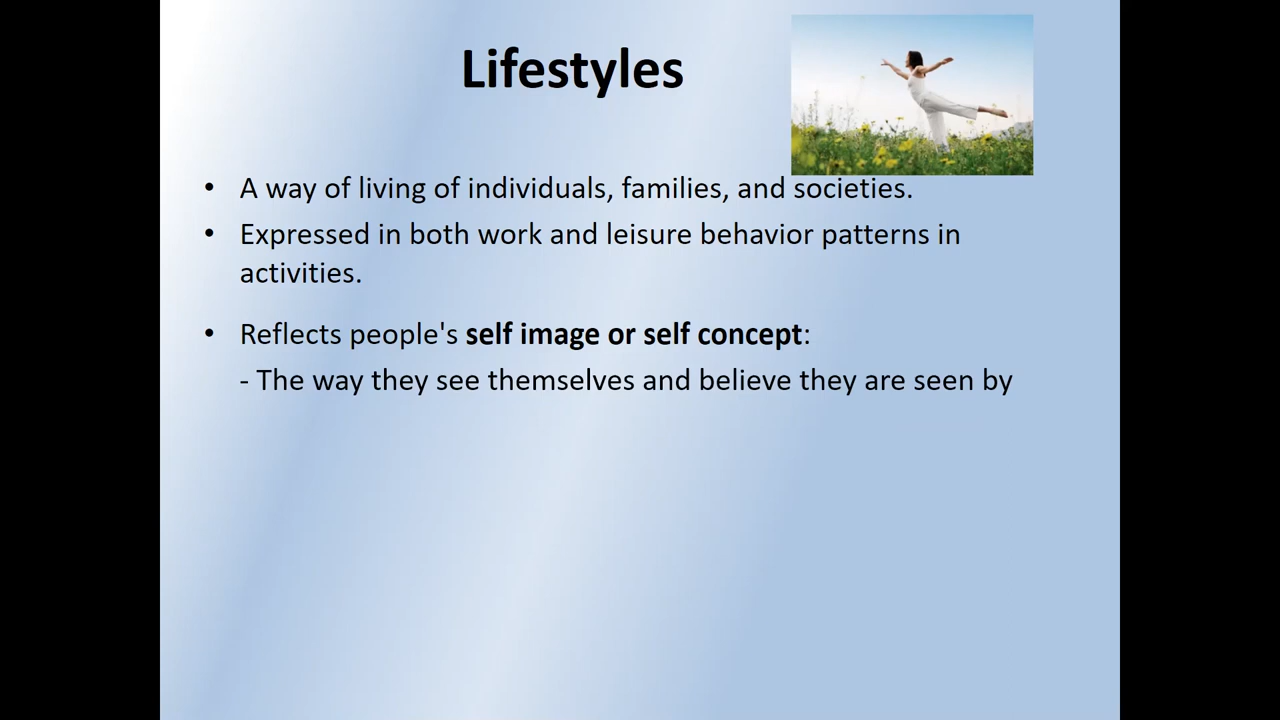 Lifestyles
• A way of living of individuals, families, and societies.
• Expressed in both work and leisure behavior patterns in
activities.
• Reflects people's self image or self concept:
- The way they see themselves and believe they are seen by